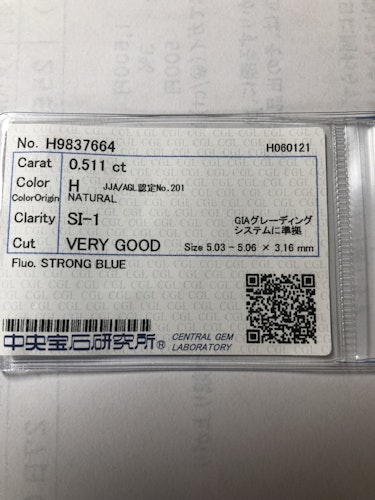 No. H9837664 H060121
Carat 0.511 ct
Color H JJA/AGL認定No.201
ColorOrigin NATURAL
Clarity SI-1 GIAグレーディング
システムに準拠
Cut VERY GOOD Size 5.03 - 5.06 × 3.16 mm
Fluo. STRONG BLUE
中央宝石研究所® CENTRAL GEM
LABORATORY